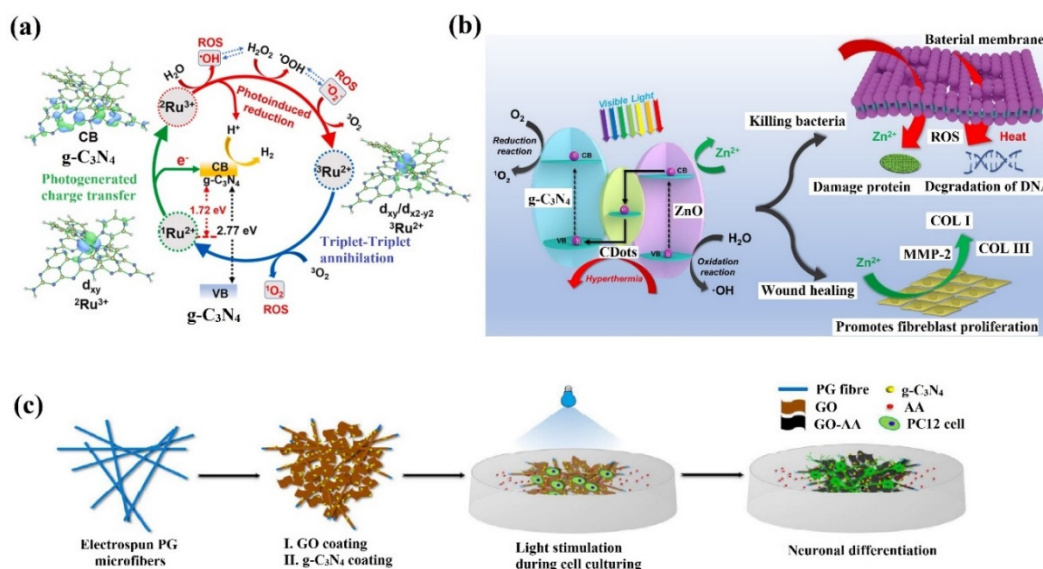 (a)
ROS
•OH
H₂O₂
•OOH
ROS
•O₂⁻
H₂O
²Ru³⁺
Photoinduced
reduction
¹O₂
CB
g-C₃N₄
H⁺
H₂
e⁻
CB
g-C₃N₄
³Ru²⁺
Photogenerated
charge transfer
1.72 eV
2.77 eV
dxy/dx2-y2
³Ru²⁺
¹Ru²⁺
Triplet-Triplet
annihilation
³O₂
dxy
²Ru³⁺
VB
g-C₃N₄
¹O₂
ROS
(b)
Baterial membrane
Visible Light
O₂
Reduction
reaction
¹O₂
CB
g-C₃N₄
VB
CDots
CB
ZnO
VB
Zn²⁺
H₂O
Oxidation
reaction
·OH
Hyperthermia
Killing bacteria
Zn²⁺
ROS
Heat
Damage protein
Degradation of DNA
COL I
MMP-2
COL III
Zn²⁺
Wound healing
Promotes fibreblast proliferation
(c)
PG fibre
g-C₃N₄
GO
AA
GO-AA
PC12 cell
Electrospun PG
microfibers
I. GO coating
II. g-C₃N₄ coating
Light stimulation
during cell culturing
Neuronal differentiation